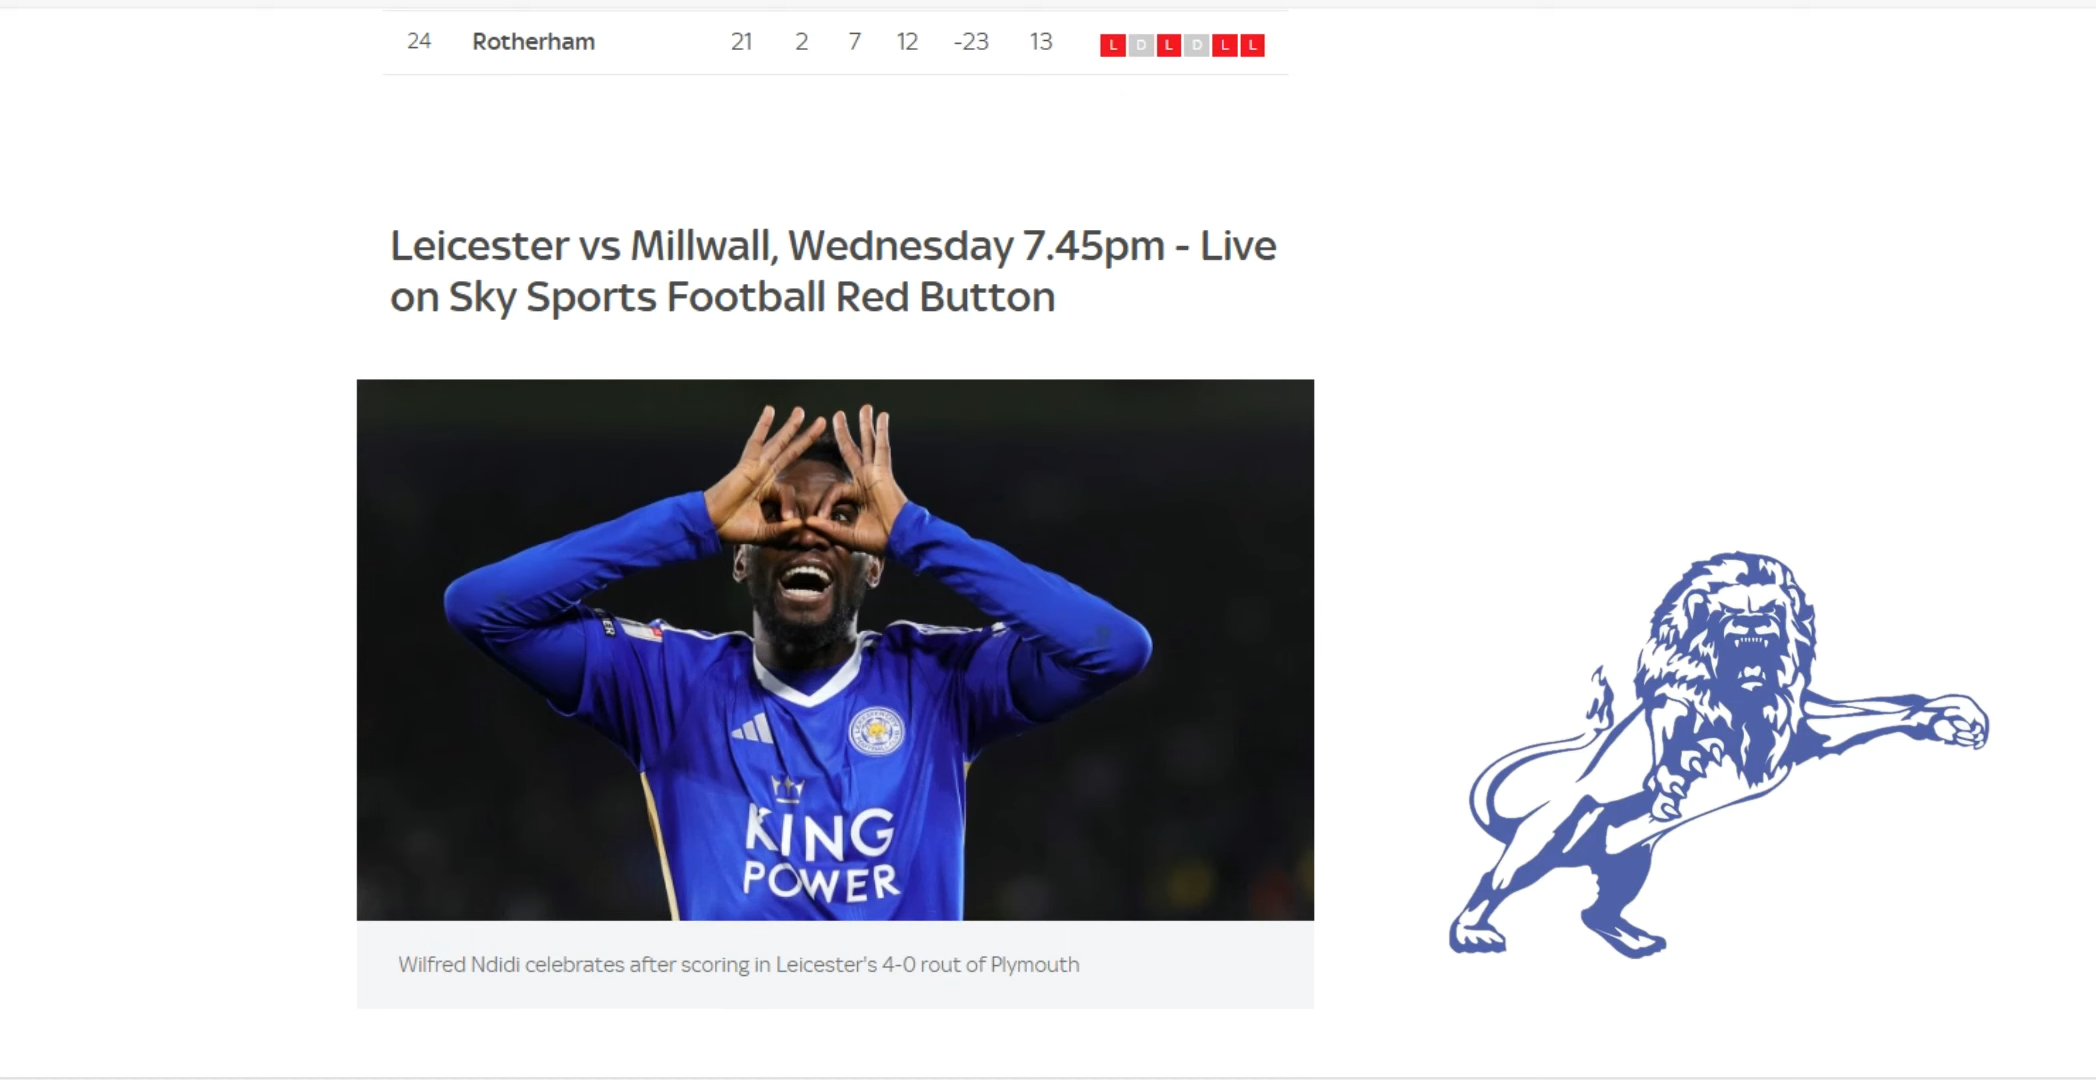 24 Rotherham 21 2 7 12 -23 13 L D L D L L
Leicester vs Millwall, Wednesday 7.45pm - Live
on Sky Sports Football Red Button
KING
POWER
Wilfred Ndidi celebrates after scoring in Leicester's 4-0 rout of Plymouth